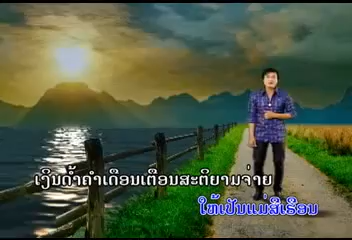 ເງິນຄ້ຳຄຳເດືອນເຕືອນສະຕິຍາມຈ່າຍ
ໃຫ້ເປັນແມ່ສີເຮືອນ